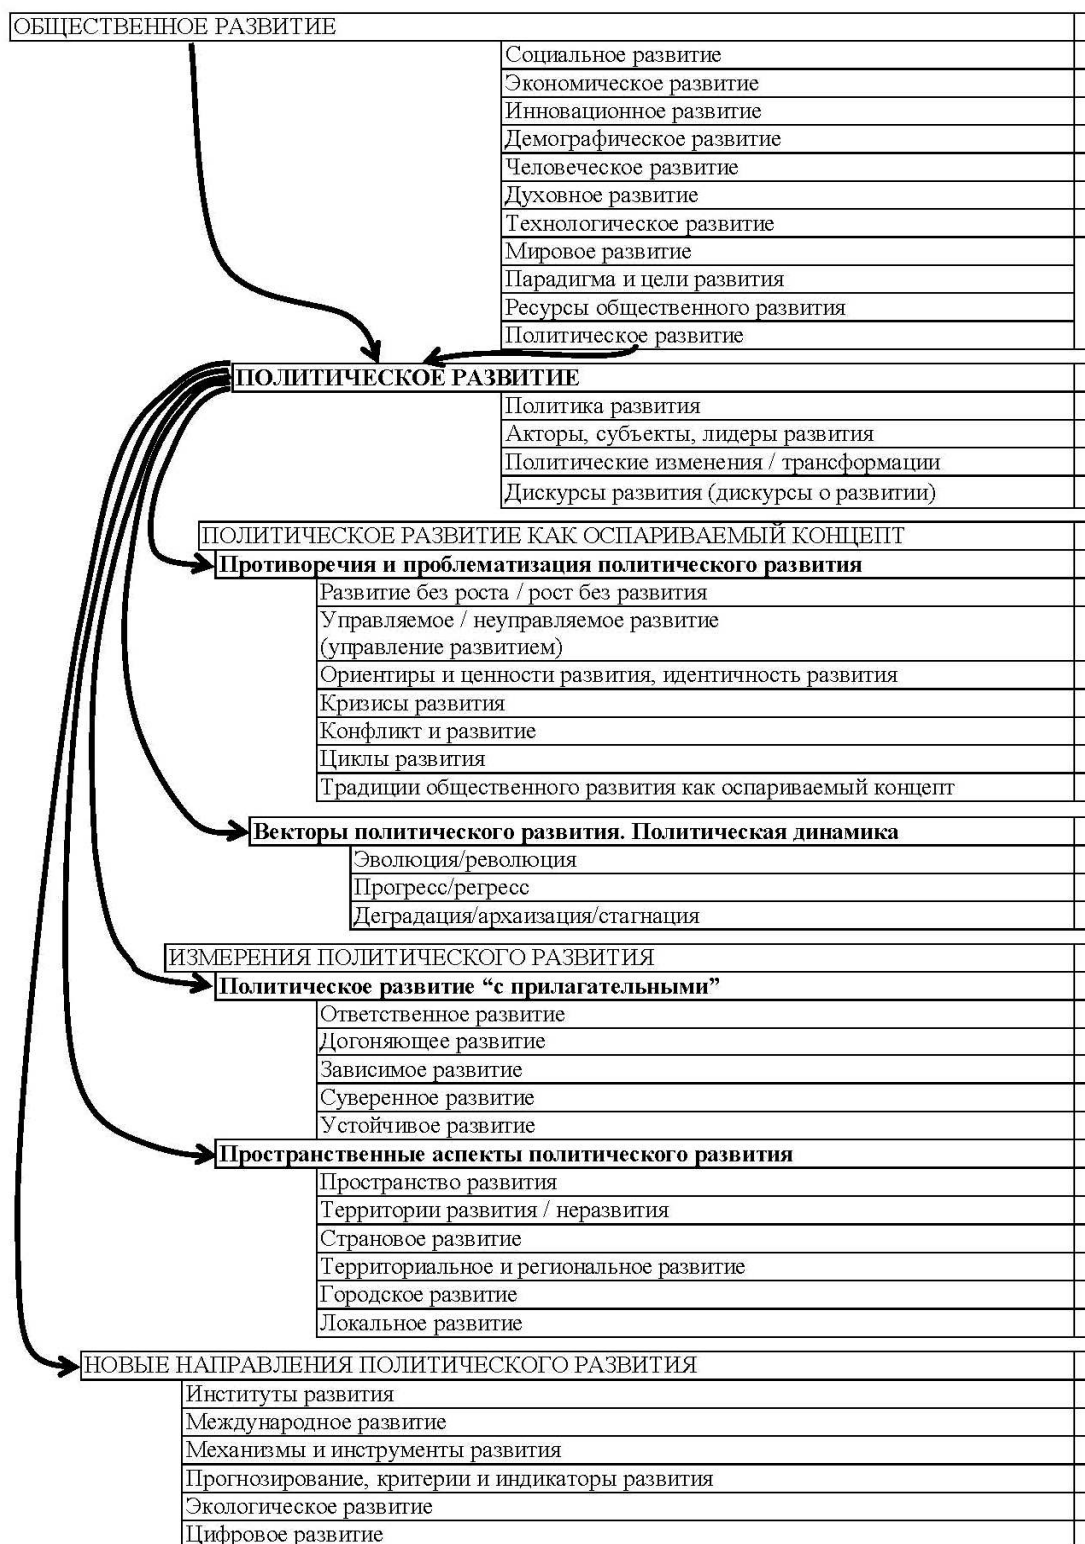 ОБЩЕСТВЕННОЕ РАЗВИТИЕ
Социальное развитие
Экономическое развитие
Инновационное развитие
Демографическое развитие
Человеческое развитие
Духовное развитие
Технологическое развитие
Мировое развитие
Парадигма и цели развития
Ресурсы общественного развития
Политическое развитие
ПОЛИТИЧЕСКОЕ РАЗВИТИЕ
Политика развития
Акторы, субъекты, лидеры развития
Политические изменения / трансформации
Дискурсы развития (дискурсы о развитии)
ПОЛИТИЧЕСКОЕ РАЗВИТИЕ КАК ОСПАРИВАЕМЫЙ КОНЦЕПТ
Противоречия и проблематизация политического развития
Развитие без роста / рост без развития
Управляемое / неуправляемое развитие
(управление развитием)
Ориентиры и ценности развития, идентичность развития
Кризисы развития
Конфликт и развитие
Циклы развития
Традиции общественного развития как оспариваемый концепт
Векторы политического развития. Политическая динамика
Эволюция/революция
Прогресс/регресс
Деградация/архаизация/стагнация
ИЗМЕРЕНИЯ ПОЛИТИЧЕСКОГО РАЗВИТИЯ
Политическое развитие “с прилагательными”
Ответственное развитие
Догоняющее развитие
Зависимое развитие
Суверенное развитие
Устойчивое развитие
Пространственные аспекты политического развития
Пространство развития
Территории развития / неразвития
Страновое развитие
Территориальное и региональное развитие
Городское развитие
Локальное развитие
НОВЫЕ НАПРАВЛЕНИЯ ПОЛИТИЧЕСКОГО РАЗВИТИЯ
Институты развития
Международное развитие
Механизмы и инструменты развития
Прогнозирование, критерии и индикаторы развития
Экологическое развитие
Цифровое развитие